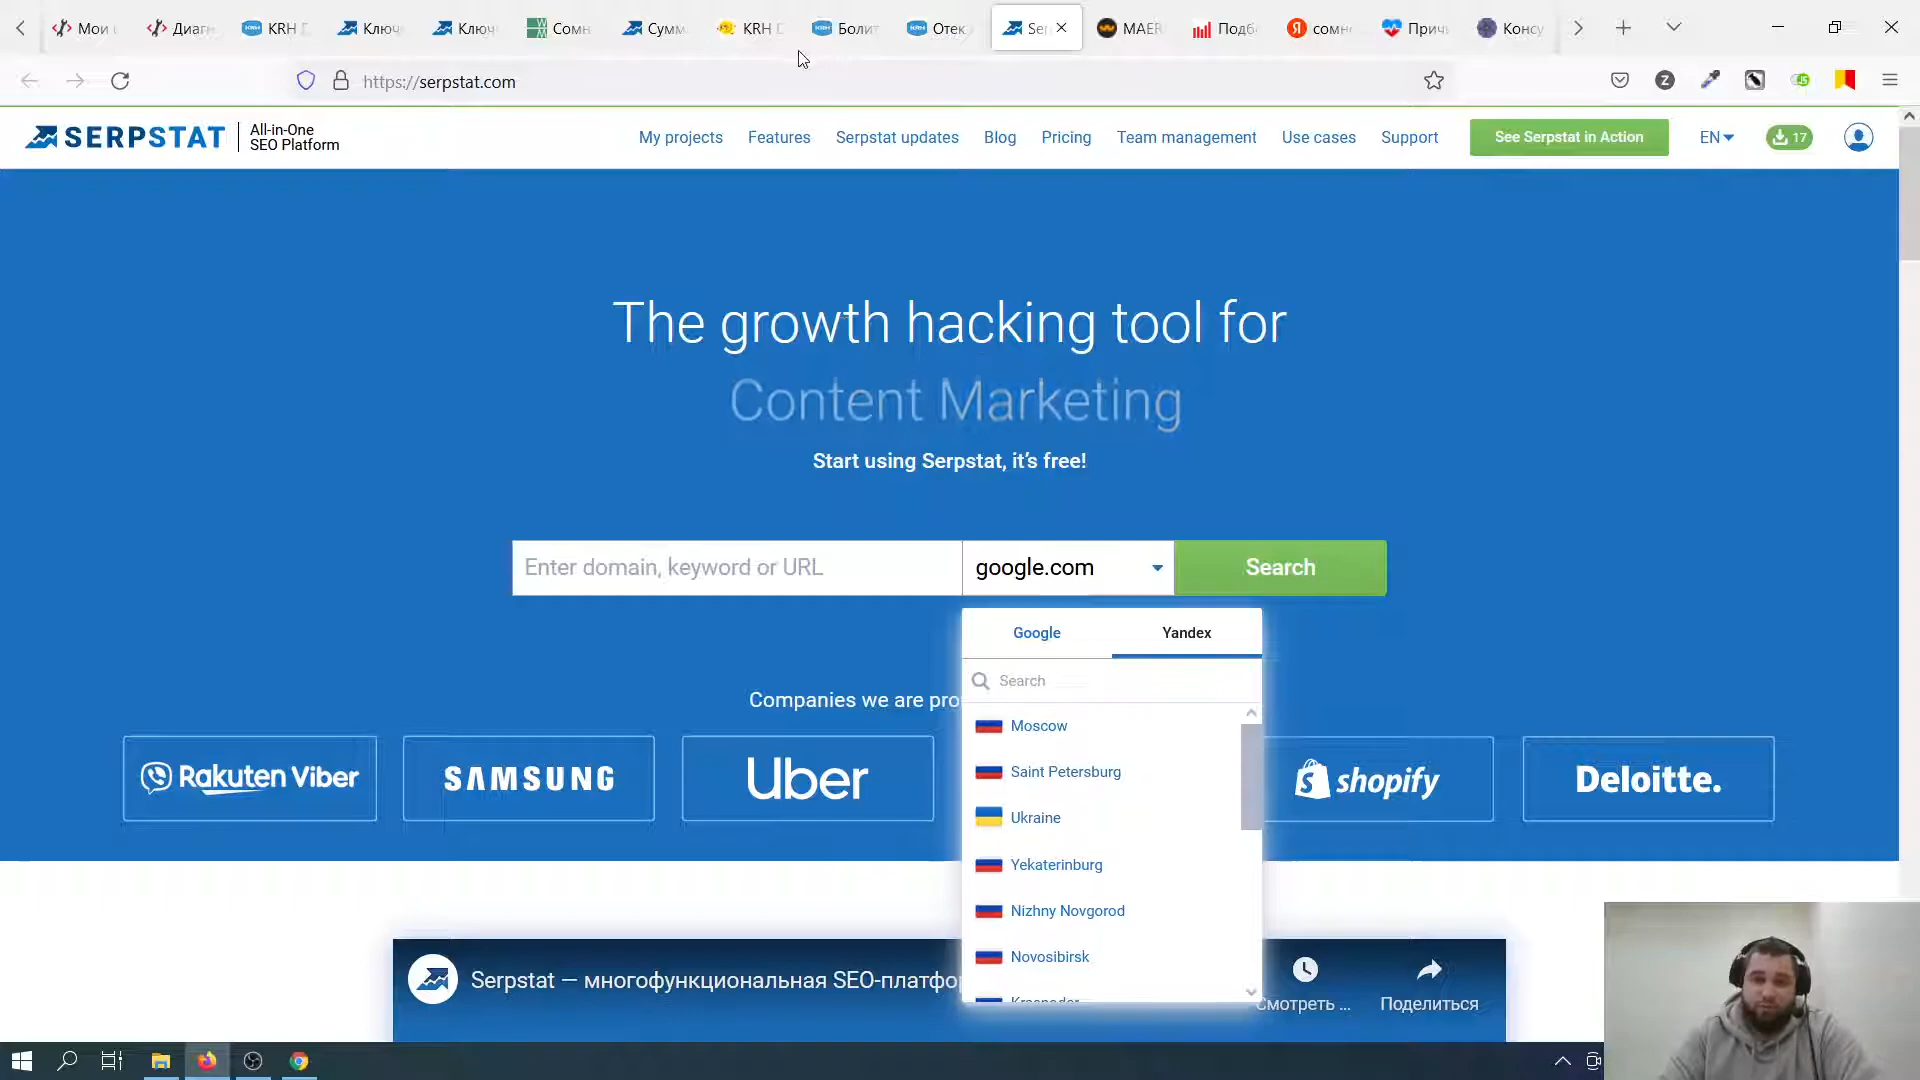 Мои
Диагн
KRH
Ключ
Ключ
Сомн
Сумм
KRH D
Болит
Отек
Ser
MAER
Подб
сомн
Прич
Консу
https://serpstat.com
SERPSTAT
All-in-One
SEO Platform
My projects
Features
Serpstat updates
Blog
Pricing
Team management
Use cases
Support
See Serpstat in Action
EN
17
The growth hacking tool for
Content Marketing
Start using Serpstat, it's free!
Enter domain, keyword or URL
google.com
Search
Google
Yandex
Search
Companies we are pro
Moscow
Saint Petersburg
Ukraine
Yekaterinburg
Nizhny Novgorod
Novosibirsk
Krasnodar
Rakuten Viber
SAMSUNG
Uber
shopify
Deloitte.
Serpstat — многофункциональная SEO-платфо
Смотреть ...
Поделиться